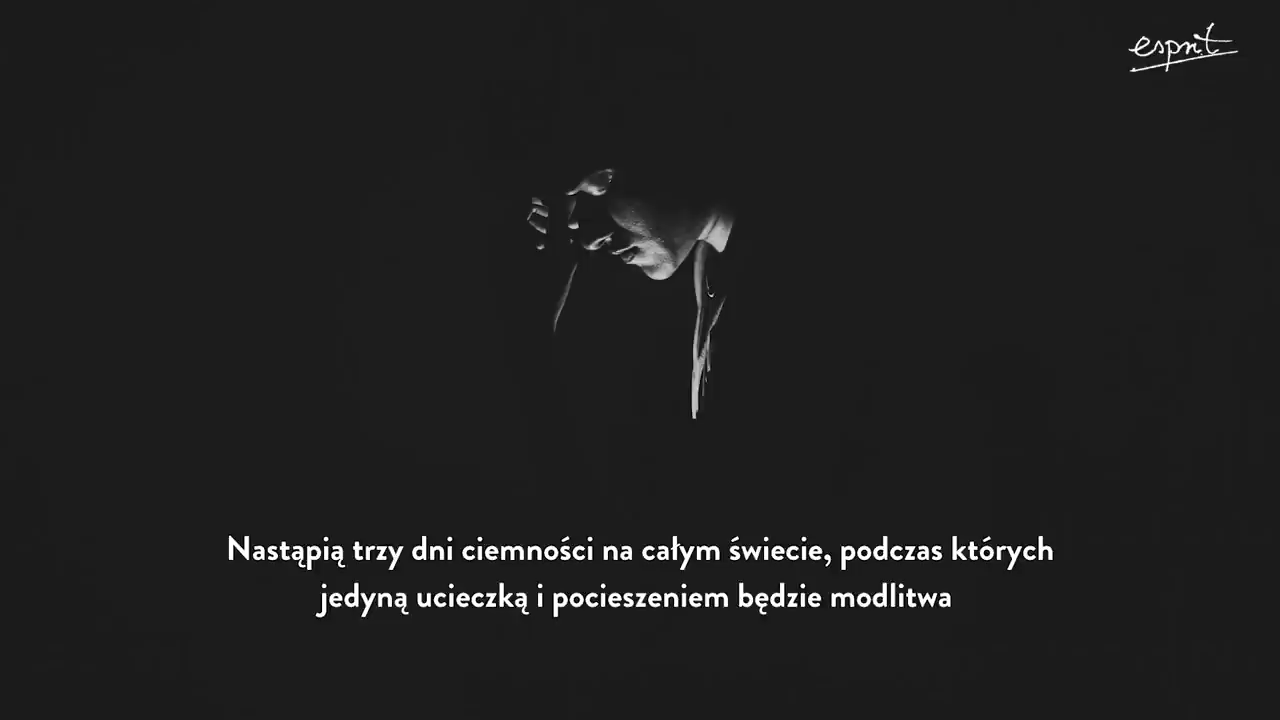 esprit
Nastąpią trzy dni ciemności na całym świecie, podczas których
jedyną ucieczką i pocieszeniem będzie modlitwa